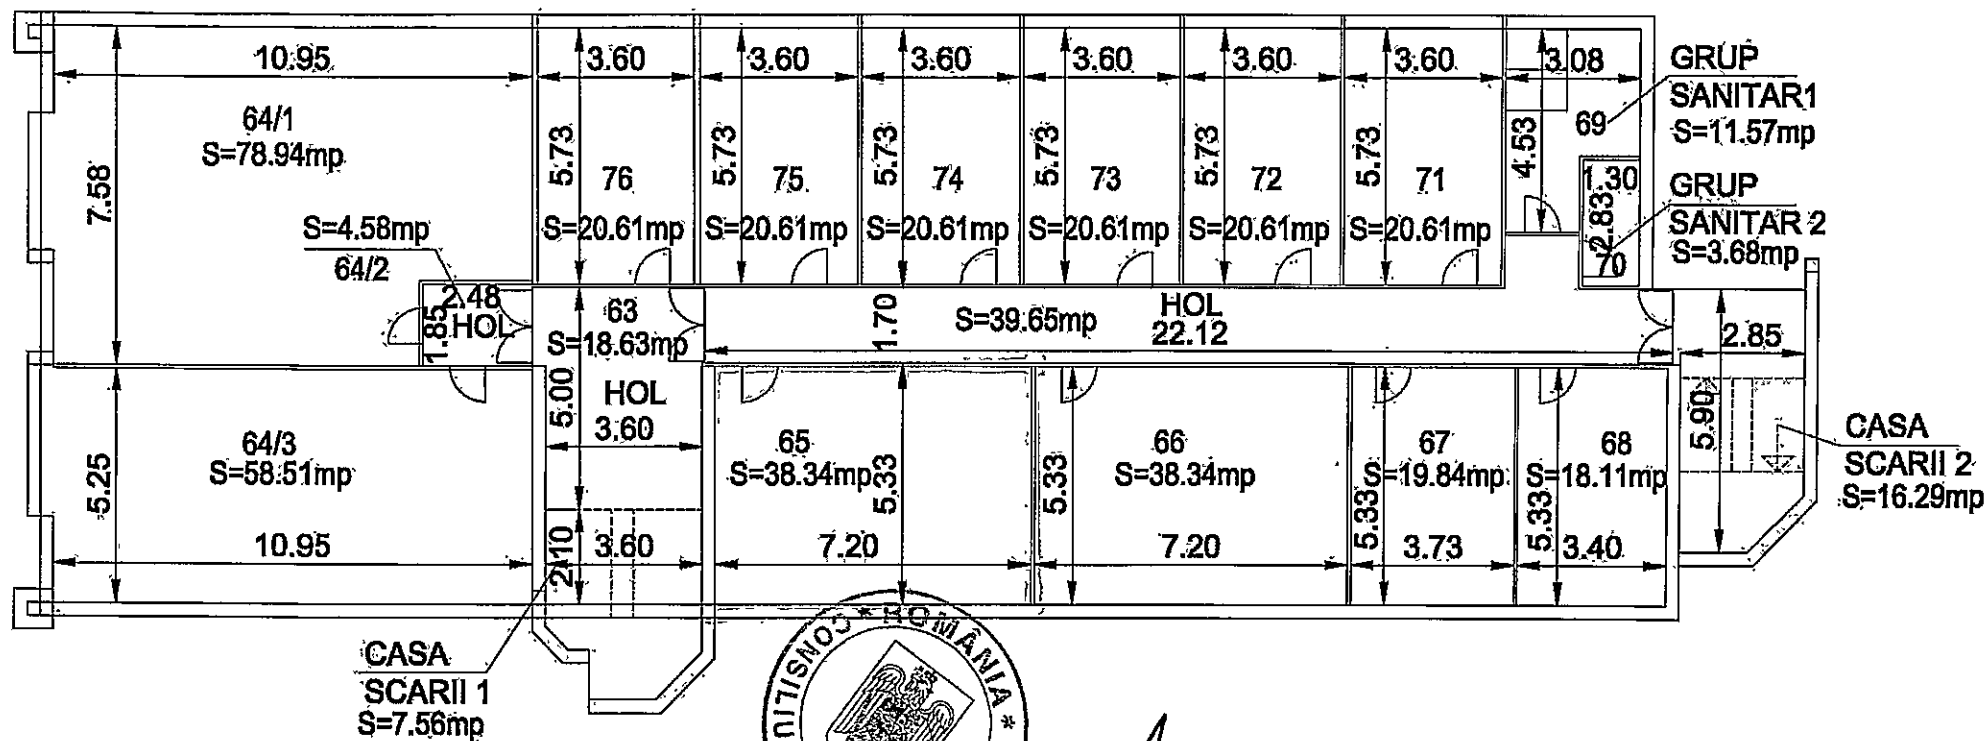 10.95
3.60
3.60
3.60
3.60
3.60
3.60
3.08
GRUP
SANITAR1
S=11.57mp
64/1
S=78.94mp
7.58
5.73
5.73
5.73
5.73
5.73
5.73
4.53
69
76
75
74
73
72
71
1.30
2.83
70
GRUP
SANITAR 2
S=3.68mp
S=4.58mp
64/2
S=20.61mp
S=20.61mp
S=20.61mp
S=20.61mp
S=20.61mp
S=20.61mp
2.48
1.85
HOL
63
S=18.63mp
1.70
S=39.65mp
HOL
22.12
2.85
5.00
HOL
3.60
5.90
CASA
SCARII 2
S=16.29mp
64/3
S=58.51mp
5.25
65
S=38.34mp
5.33
66
S=38.34mp
5.33
67
S=19.84mp
5.33
68
S=18.11mp
5.33
10.95
2.10
3.60
7.20
7.20
3.73
3.40
CASA
SCARII 1
S=7.56mp
CONSILIU * ROMÂNIA *